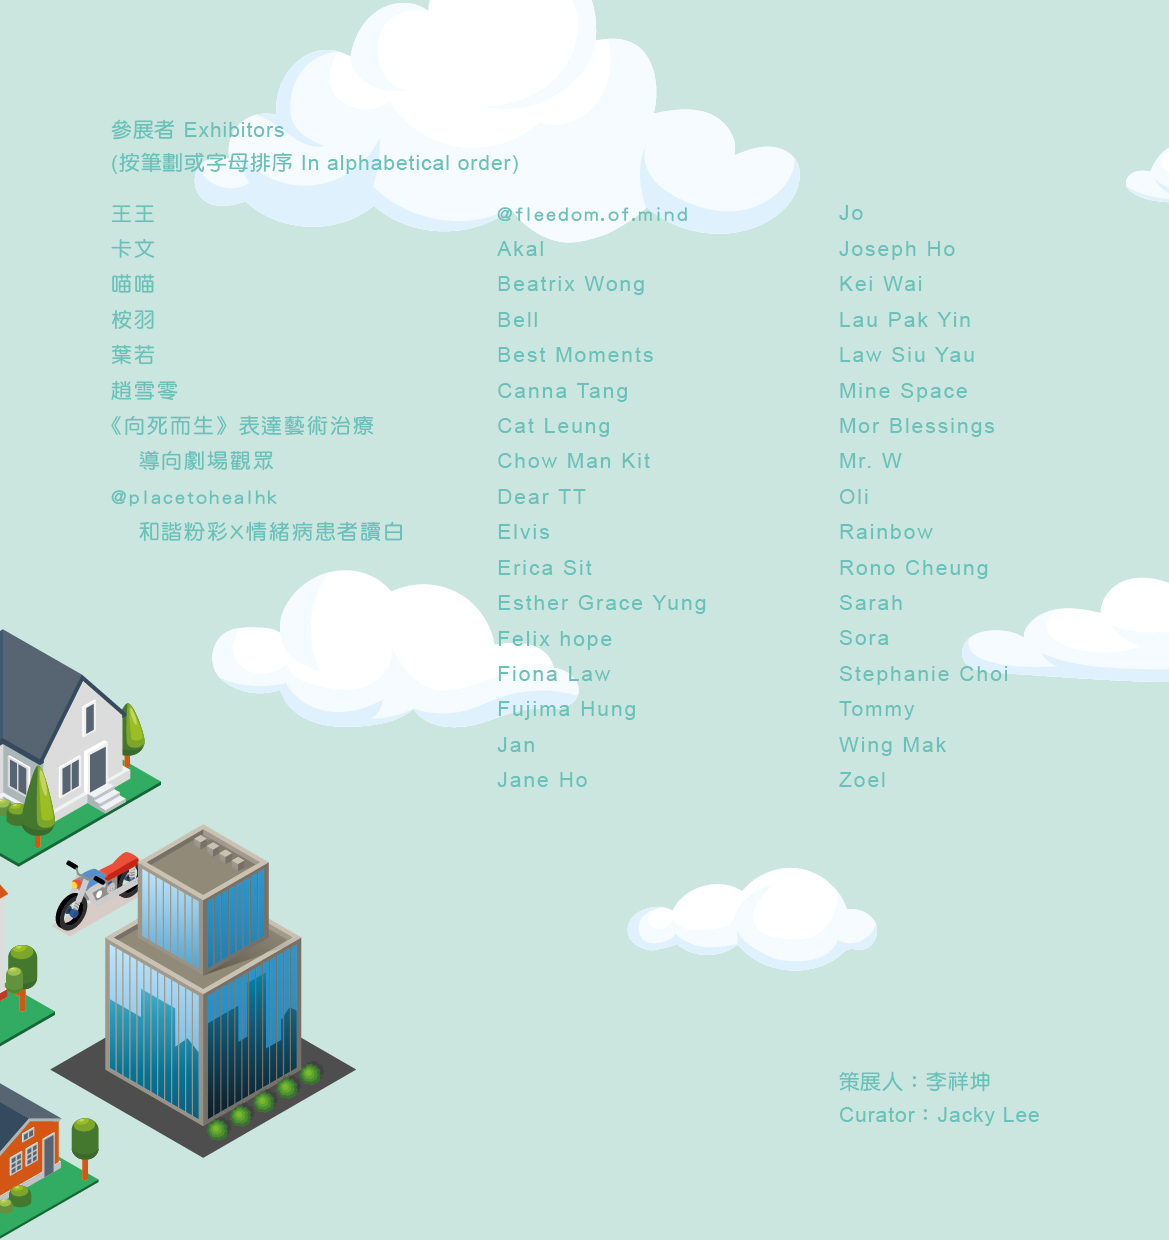 參展者 Exhibitors
(按筆劃或字母排序 In alphabetical order)
王王
卡文
喵喵
桉羽
葉若
趙雪零
《向死而生》表達藝術治療
導向劇場觀眾
@placetohealhk
和諧粉彩X情緒病患者讀白
@fleedom.of.mind
Akal
Beatrix Wong
Bell
Best Moments
Canna Tang
Cat Leung
Chow Man Kit
Dear TT
Elvis
Erica Sit
Esther Grace Yung
Felix hope
Fiona Law
Fujima Hung
Jan
Jane Ho
Jo
Joseph Ho
Kei Wai
Lau Pak Yin
Law Siu Yau
Mine Space
Mor Blessings
Mr. W
Oli
Rainbow
Rono Cheung
Sarah
Sora
Stephanie Choi
Tommy
Wing Mak
Zoel
策展人：李祥坤
Curator：Jacky Lee